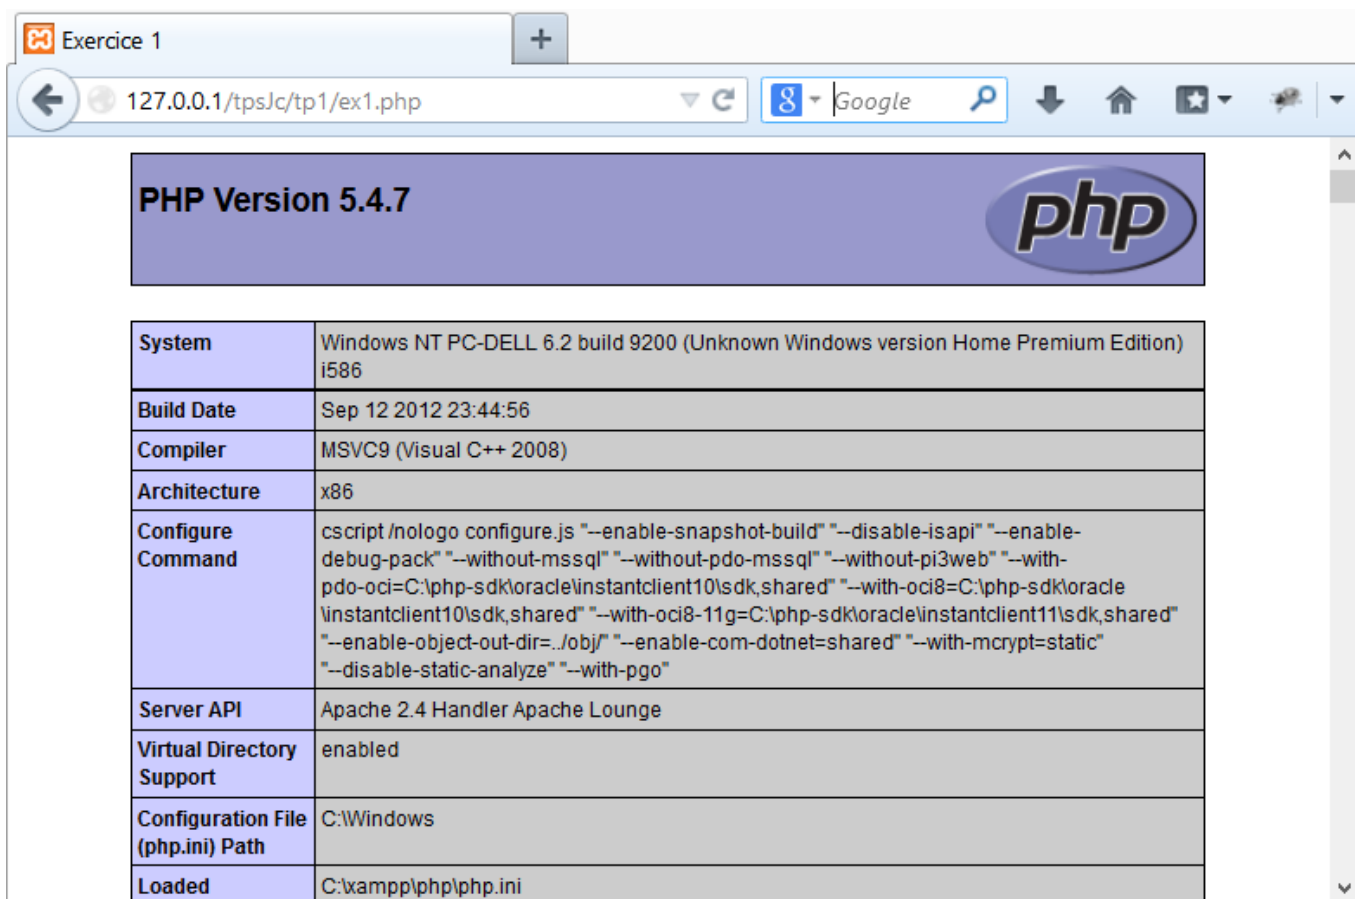 Exercice 1
127.0.0.1/tpsJc/tp1/ex1.php
8
Google
PHP Version 5.4.7
php
System
Windows NT PC-DELL 6.2 build 9200 (Unknown Windows version Home Premium Edition)
i586
Build Date
Sep 12 2012 23:44:56
Compiler
MSVC9 (Visual C++ 2008)
Architecture
x86
Configure
Command
cscript /nologo configure.js "--enable-snapshot-build" "--disable-isapi" "--enable-
debug-pack" "--without-mssql" "--without-pdo-mssql" "--without-pi3web" "--with-
pdo-oci=C:\php-sdk\oracle\instantclient10\sdk,shared" "--with-oci8=C:\php-sdk\oracle
\instantclient10\sdk,shared" "--with-oci8-11g=C:\php-sdk\oracle\instantclient11\sdk,shared"
"--enable-object-out-dir=../obj/" "--enable-com-dotnet=shared" "--with-mcrypt=static"
"--disable-static-analyze" "--with-pgo"
Server API
Apache 2.4 Handler Apache Lounge
Virtual Directory
Support
enabled
Configuration File
(php.ini) Path
C:\Windows
Loaded
C:\xampp\php\php.ini